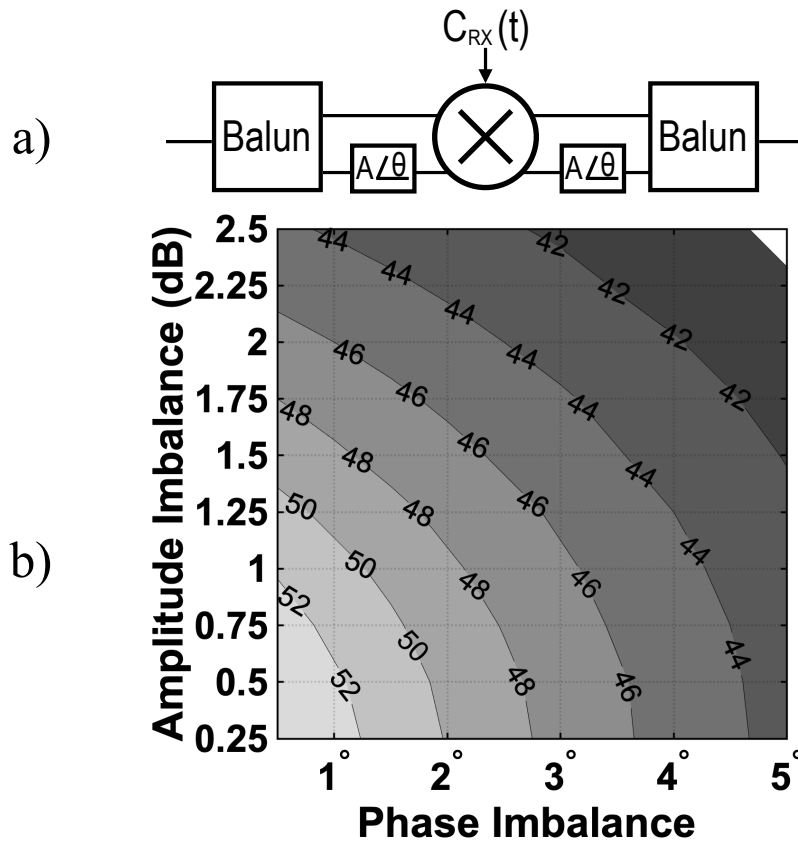 C_RX(t)
a)
Balun
A∠θ
A∠θ
Balun
b)
Amplitude Imbalance (dB)
2.5
2.25
2
1.75
1.5
1.25
1
0.75
0.5
0.25
44 44 44 44 44 44 44 44
42 42 42 42
46 46 46 46 46 46
48 48 48 48 48
50 50 50
52 52
1° 2° 3° 4° 5°
Phase Imbalance